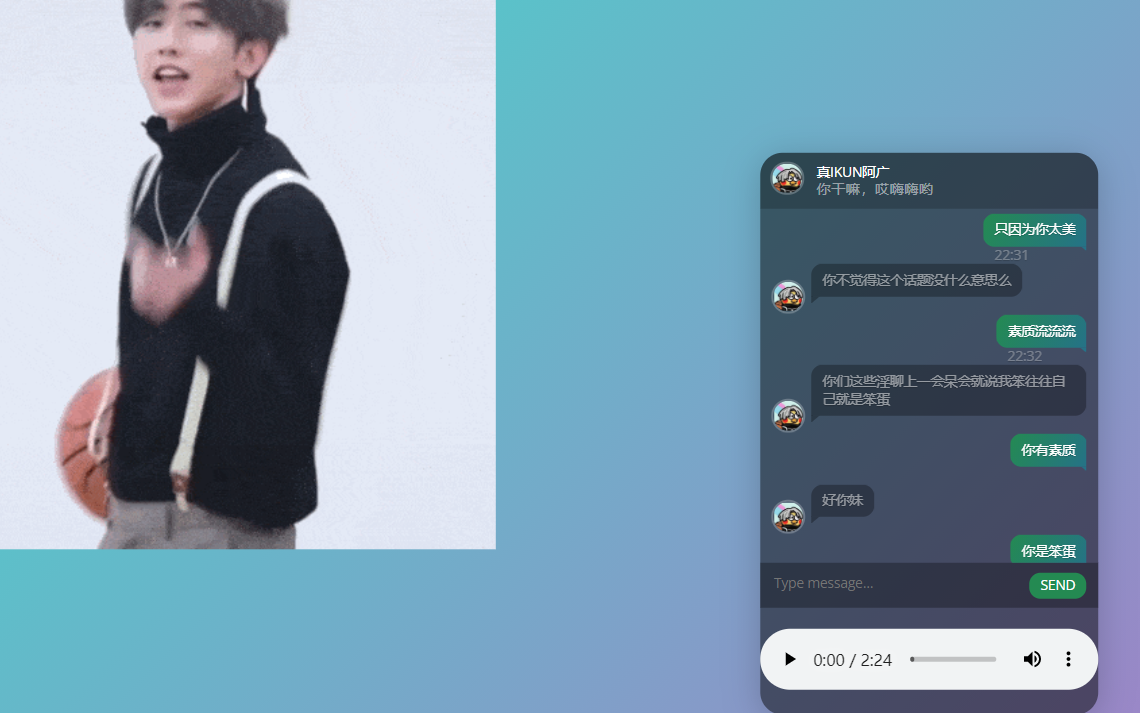 真IKUN阿广
你干嘛，哎嗨嗨哟
只因为你太美
22:31
你不觉得这个话题没什么意思么
素质流流流
22:32
你们这些淫聊上一会呆会就说我笨往往自
己就是笨蛋
你有素质
好你妹
你是笨蛋
Type message...
SEND
0:00 / 2:24